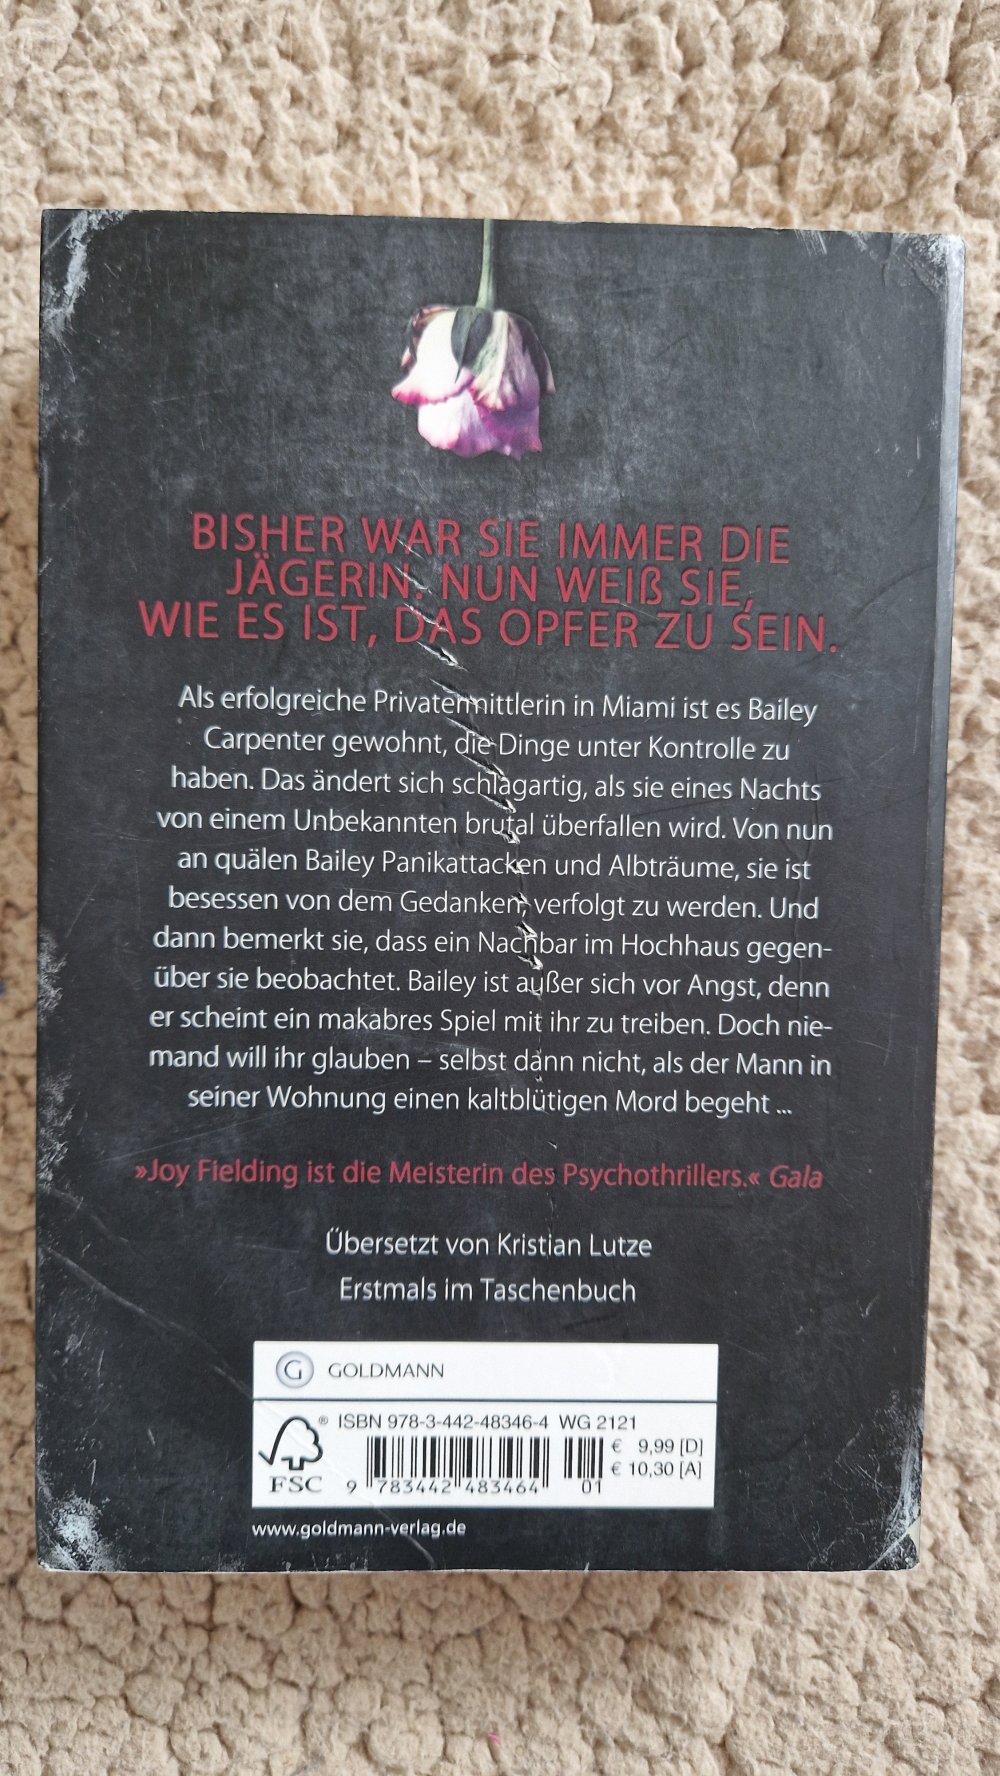 BISHER WAR SIE IMMER DIE
JÄGERIN. NUN WEIß SIE,
WIE ES IST, DAS OPFER ZU SEIN.
Als erfolgreiche Privatermittlerin in Miami ist es Bailey
Carpenter gewohnt, die Dinge unter Kontrolle zu
haben. Das ändert sich schlagartig, als sie eines Nachts
von einem Unbekannten brutal überfallen wird. Von nun
an quälen Bailey Panikattacken und Albträume, sie ist
besessen von dem Gedanken, verfolgt zu werden. Und
dann bemerkt sie, dass ein Nachbar im Hochhaus gegen-
über sie beobachtet. Bailey ist außer sich vor Angst, denn
er scheint ein makabres Spiel mit ihr zu treiben. Doch nie-
mand will ihr glauben – selbst dann nicht, als der Mann in
seiner Wohnung einen kaltblütigen Mord begeht ...
»Joy Fielding ist die Meisterin des Psychothrillers.« Gala
Übersetzt von Kristian Lutze
Erstmals im Taschenbuch
G GOLDMANN
ISBN 978-3-442-48346-4 WG 2121
€ 9,99 [D]
€ 10,30 [A]
® FSC
9 783442 483464 01
www.goldmann-verlag.de